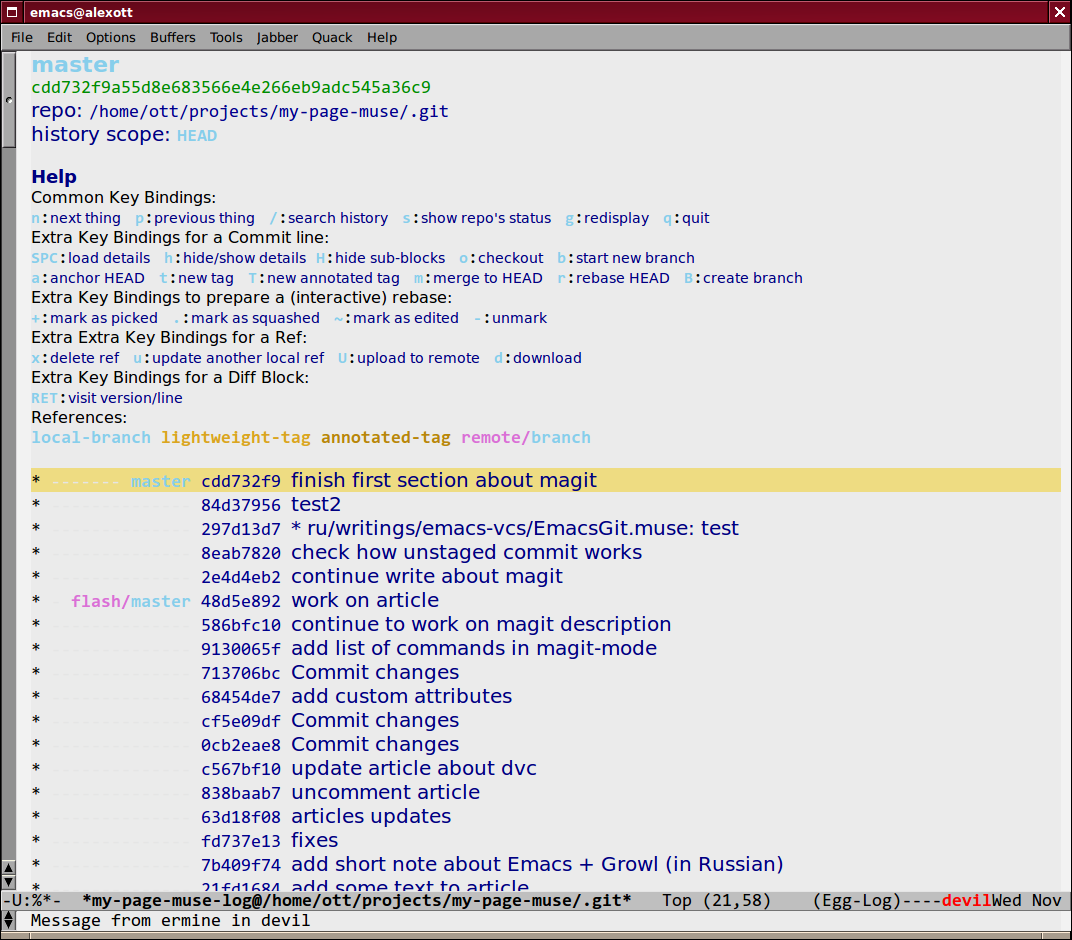 emacs@alexott
File Edit Options Buffers Tools Jabber Quack Help
master
cdd732f9a55d8e683566e4e266eb9adc545a36c9
repo: /home/ott/projects/my-page-muse/.git
history scope: HEAD
Help
Common Key Bindings:
n:next thing p:previous thing /:search history s:show repo's status g:redisplay q:quit
Extra Key Bindings for a Commit line:
SPC:load details h:hide/show details H:hide sub-blocks o:checkout b:start new branch
a:anchor HEAD t:new tag T:new annotated tag m:merge to HEAD r:rebase HEAD B:create branch
Extra Key Bindings to prepare a (interactive) rebase:
+:mark as picked .:mark as squashed ~:mark as edited -:unmark
Extra Extra Key Bindings for a Ref:
x:delete ref u:update another local ref U:upload to remote d:download
Extra Key Bindings for a Diff Block:
RET:visit version/line
References:
local-branch lightweight-tag annotated-tag remote/branch
* ------- master cdd732f9 finish first section about magit
* 84d37956 test2
* 297d13d7 * ru/writings/emacs-vcs/EmacsGit.muse: test
* 8eab7820 check how unstaged commit works
* 2e4d4eb2 continue write about magit
* flash/master 48d5e892 work on article
* 586bfc10 continue to work on magit description
* 9130065f add list of commands in magit-mode
* 713706bc Commit changes
* 68454de7 add custom attributes
* cf5e09df Commit changes
* 0cb2eae8 Commit changes
* c567bf10 update article about dvc
* 838baab7 uncomment article
* 63d18f08 articles updates
* fd737e13 fixes
* 7b409f74 add short note about Emacs + Growl (in Russian)
* 21fd1684 add some text to article
-U:%*- *my-page-muse-log@/home/ott/projects/my-page-muse/.git* Top (21,58) (Egg-Log)----devilWed Nov
Message from ermine in devil